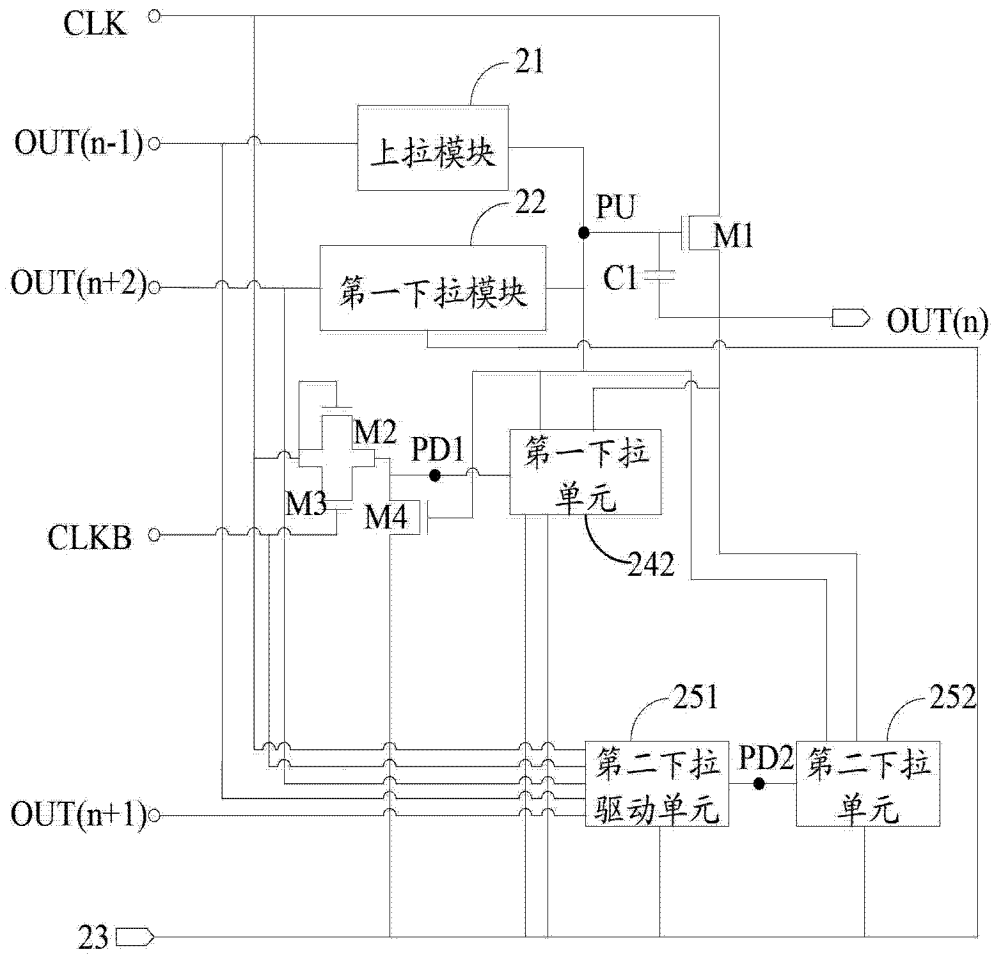 CLK
21
OUT(n-1)
上拉模块
22
PU
M1
C1
OUT(n+2)
第一下拉模块
OUT(n)
M2
PD1
第一下拉
单元
M3
M4
CLKB
242
251
252
第二下拉
驱动单元
PD2
第二下拉
单元
OUT(n+1)
23